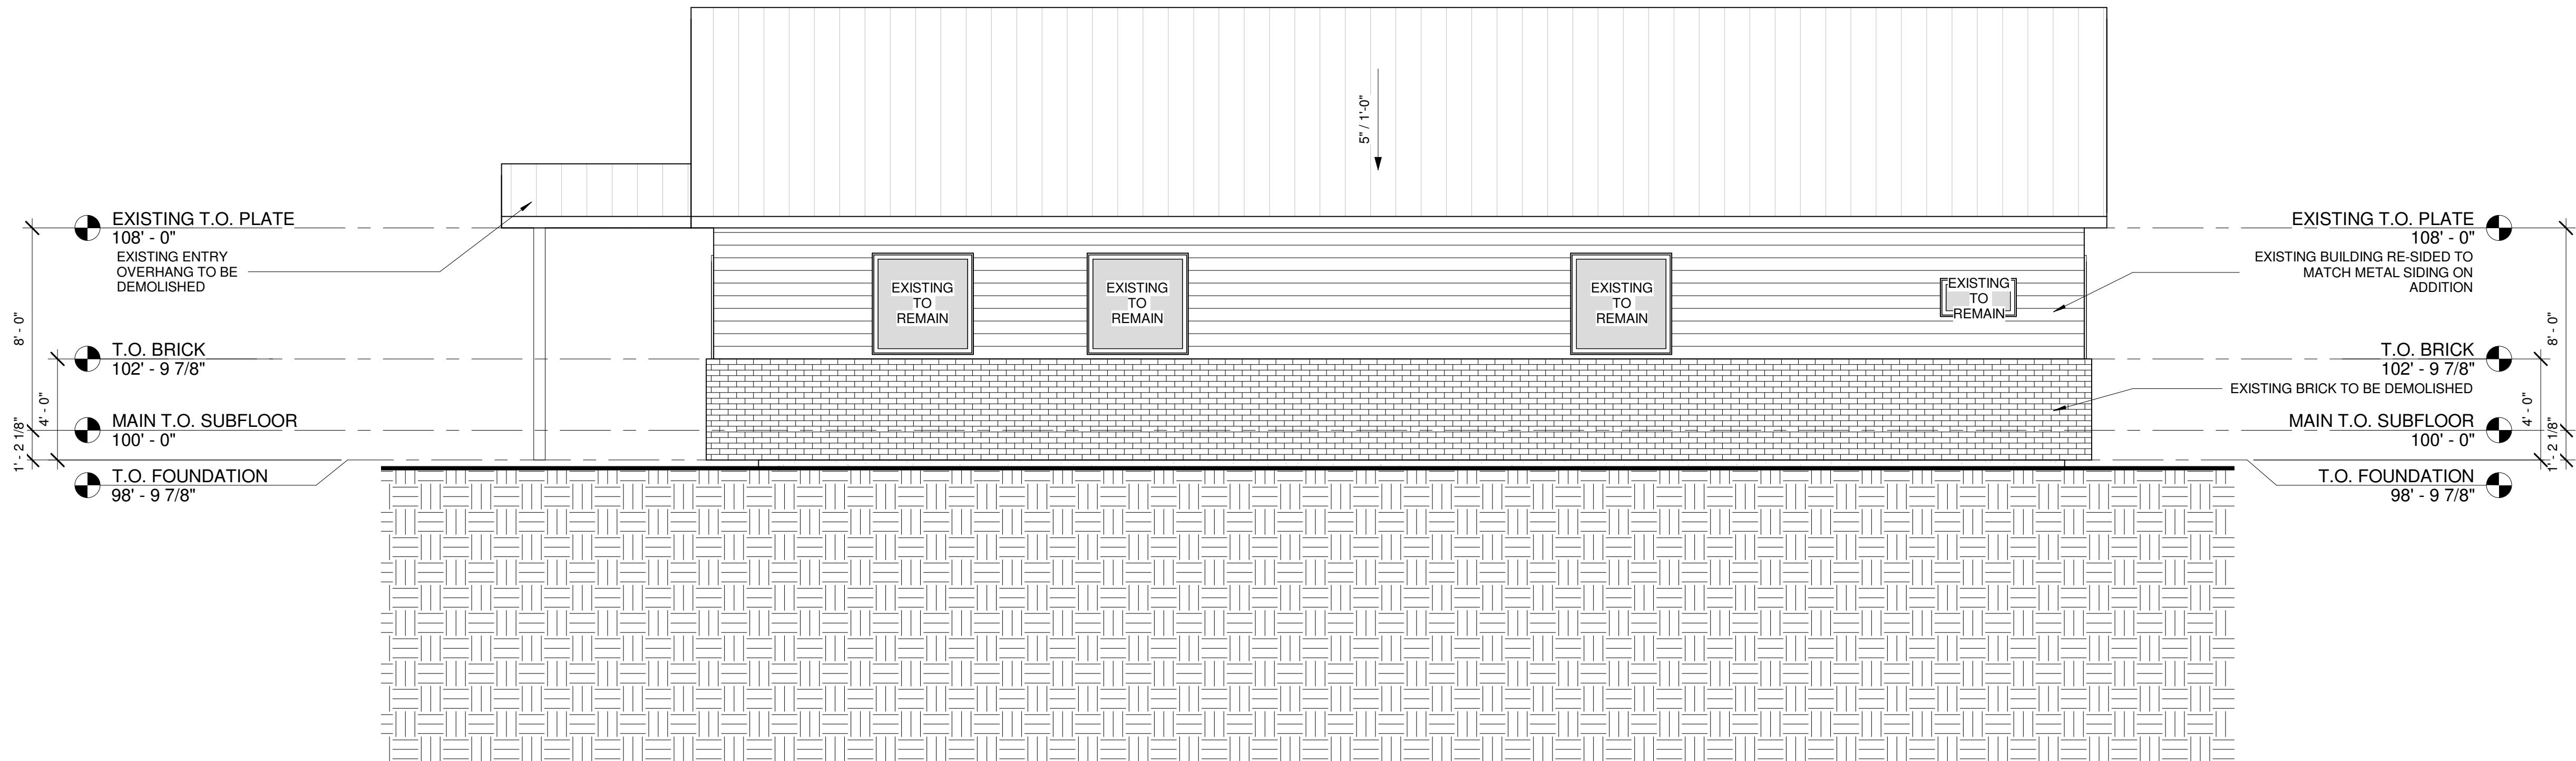 5" / 1'-0"
EXISTING T.O. PLATE
108' - 0"
EXISTING ENTRY
OVERHANG TO BE
DEMOLISHED
8' - 0"
T.O. BRICK
102' - 9 7/8"
4' - 0"
MAIN T.O. SUBFLOOR
100' - 0"
1' - 2 1/8"
T.O. FOUNDATION
98' - 9 7/8"
EXISTING
TO
REMAIN
EXISTING
TO
REMAIN
EXISTING
TO
REMAIN
EXISTING
TO
REMAIN
EXISTING T.O. PLATE
108' - 0"
EXISTING BUILDING RE-SIDED TO
MATCH METAL SIDING ON
ADDITION
8' - 0"
T.O. BRICK
102' - 9 7/8"
EXISTING BRICK TO BE DEMOLISHED
4' - 0"
MAIN T.O. SUBFLOOR
100' - 0"
1' - 2 1/8"
T.O. FOUNDATION
98' - 9 7/8"